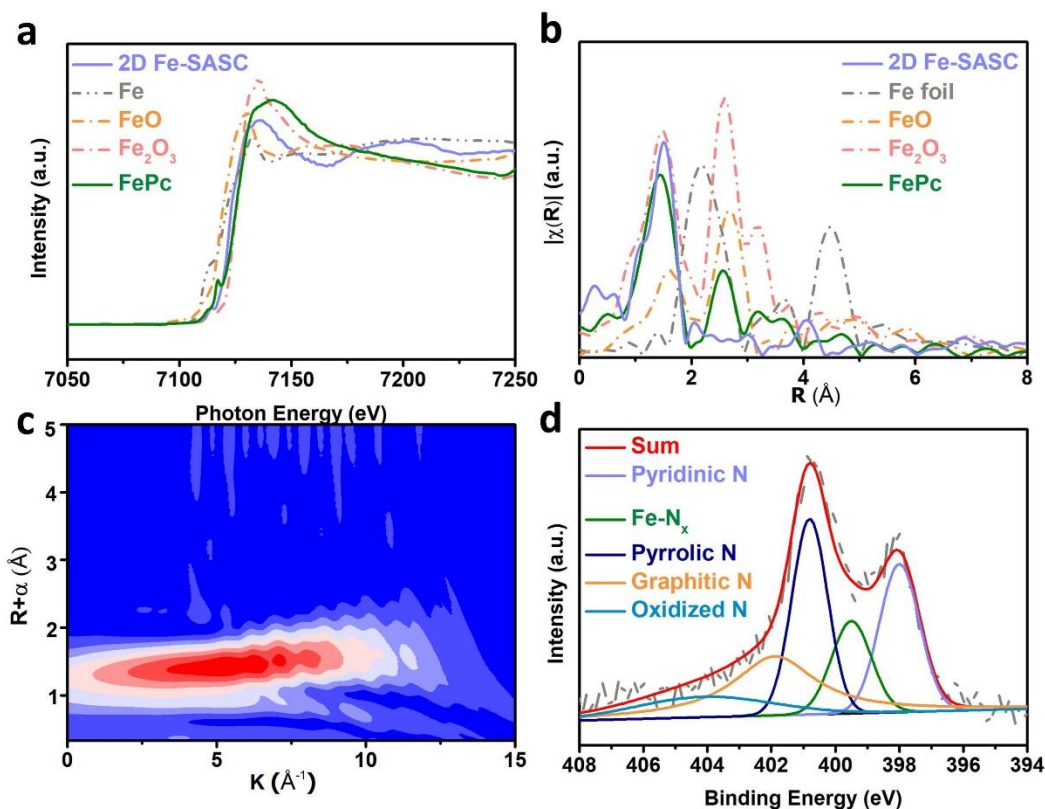 a
2D Fe-SASC
Fe
FeO
Fe₂O₃
FePc
Intensity (a.u.)
7050 7100 7150 7200 7250
Photon Energy (eV)
b
2D Fe-SASC
Fe foil
FeO
Fe₂O₃
FePc
|χ(R)| (a.u.)
0 2 4 6 8
R (Å)
c
5
4
3
2
1
R+α (Å)
0 5 10 15
K (Å⁻¹)
d
Sum
Pyridinic N
Fe-Nₓ
Pyrrolic N
Graphitic N
Oxidized N
Intensity (a.u.)
408 406 404 402 400 398 396 394
Binding Energy (eV)